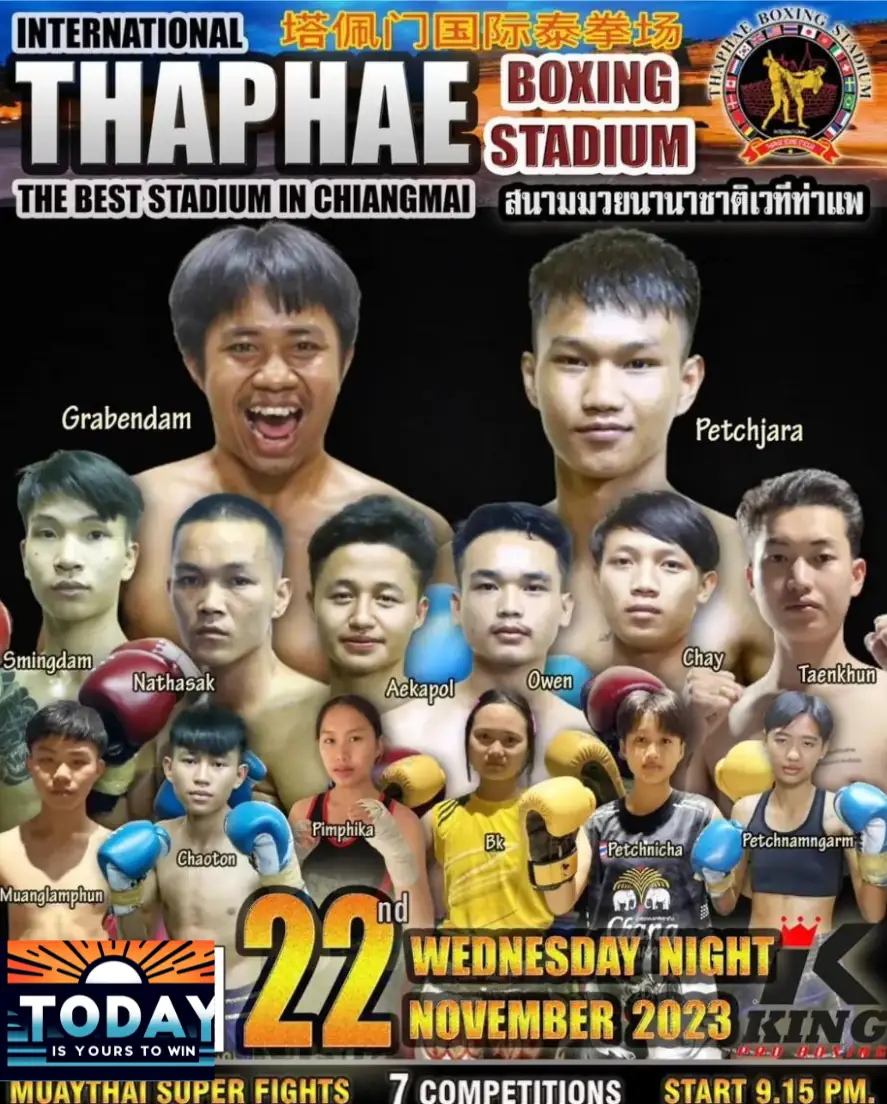 INTERNATIONAL
塔佩门国际泰拳场
THAPHAE
BOXING
STADIUM
THAPHAE BOXING STADIUM
INTERNATIONAL
THE BEST STADIUM IN CHIANGMAI
สนามมวยนานาชาติเวทีท่าแพ
Grabendam
Petchjara
Smingdam
Nathasak
Aekapol
Owen
Chay
Taenkhun
Muanglamphun
Chaoton
Pimphika
Bk
Petchnicha
Petchnamngarm
Chang
22nd
WEDNESDAY NIGHT
NOVEMBER 2023
K
KING
PRO BOXING
TODAY
IS YOURS TO WIN
MUAYTHAI SUPER FIGHTS
7 COMPETITIONS
START 9.15 PM.